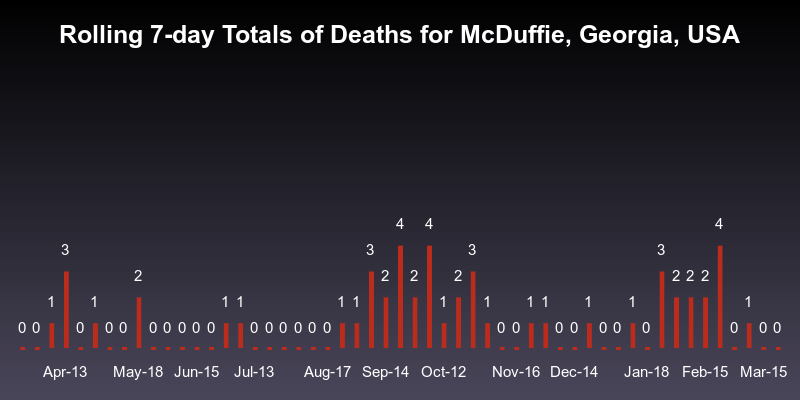 Rolling 7-day Totals of Deaths for McDuffie, Georgia, USA
4 4 4
3 3 3 3
2 2 2 2 2 2 2
1 1 1 1 1 1 1 1 1 1 1 1 1
0 0 0 0 0 0 0 0 0 0 0 0 0 0 0 0 0 0 0 0 0 0 0 0 0 0 0
Apr-13 May-18 Jun-15 Jul-13 Aug-17 Sep-14 Oct-12 Nov-16 Dec-14 Jan-18 Feb-15 Mar-15